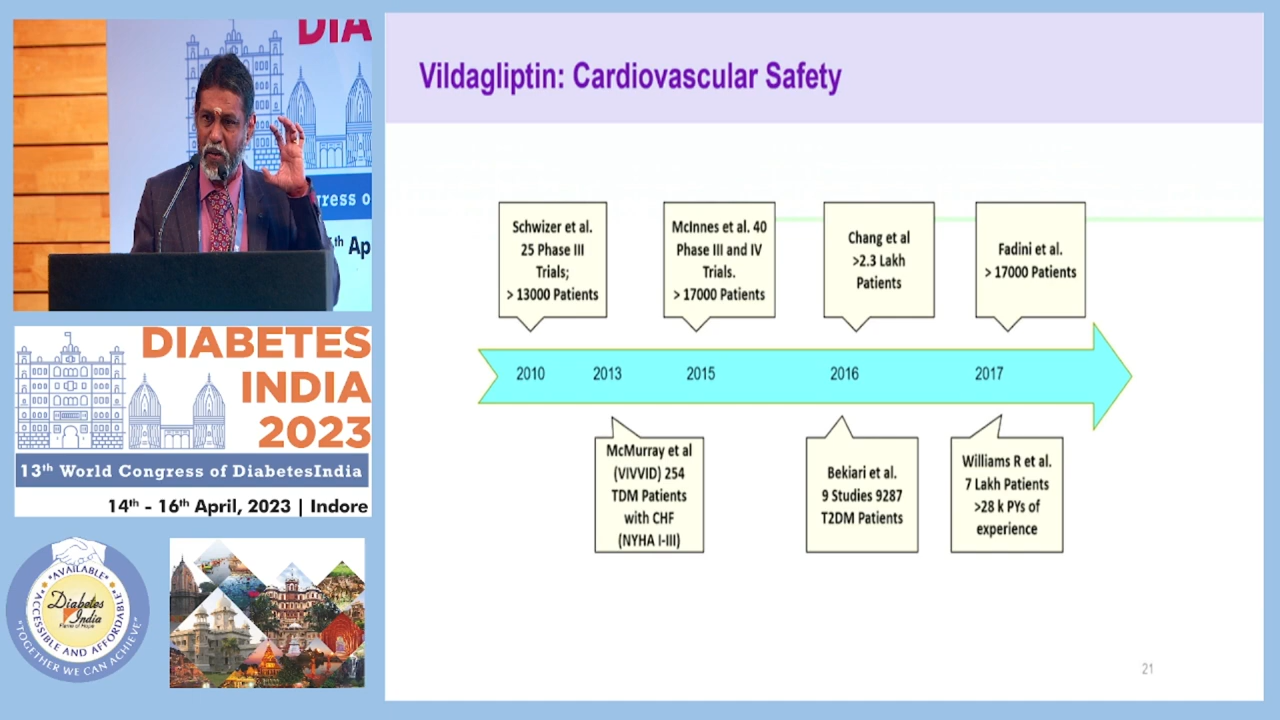 DIA
ress o
th Ap
DIABETES
INDIA
2023
13th World Congress of DiabetesIndia
14th - 16th April, 2023 | Indore
"AVAILABLE"
"ACCESSIBLE AND AFFORDABLE"
"TOGETHER WE CAN ACHIEVE"
Diabetes
India
Vildagliptin: Cardiovascular Safety
Schwizer et al.
25 Phase III
Trials;
> 13000 Patients
McInnes et al. 40
Phase III and IV
Trials.
> 17000 Patients
Chang et al
>2.3 Lakh
Patients
Fadini et al.
> 17000 Patients
2010 2013 2015 2016 2017
McMurray et al
(VIVVID) 254
TDM Patients
with CHF
(NYHA I-III)
Bekiari et al.
9 Studies 9287
T2DM Patients
Williams R et al.
7 Lakh Patients
>28 k PYs of
experience
21